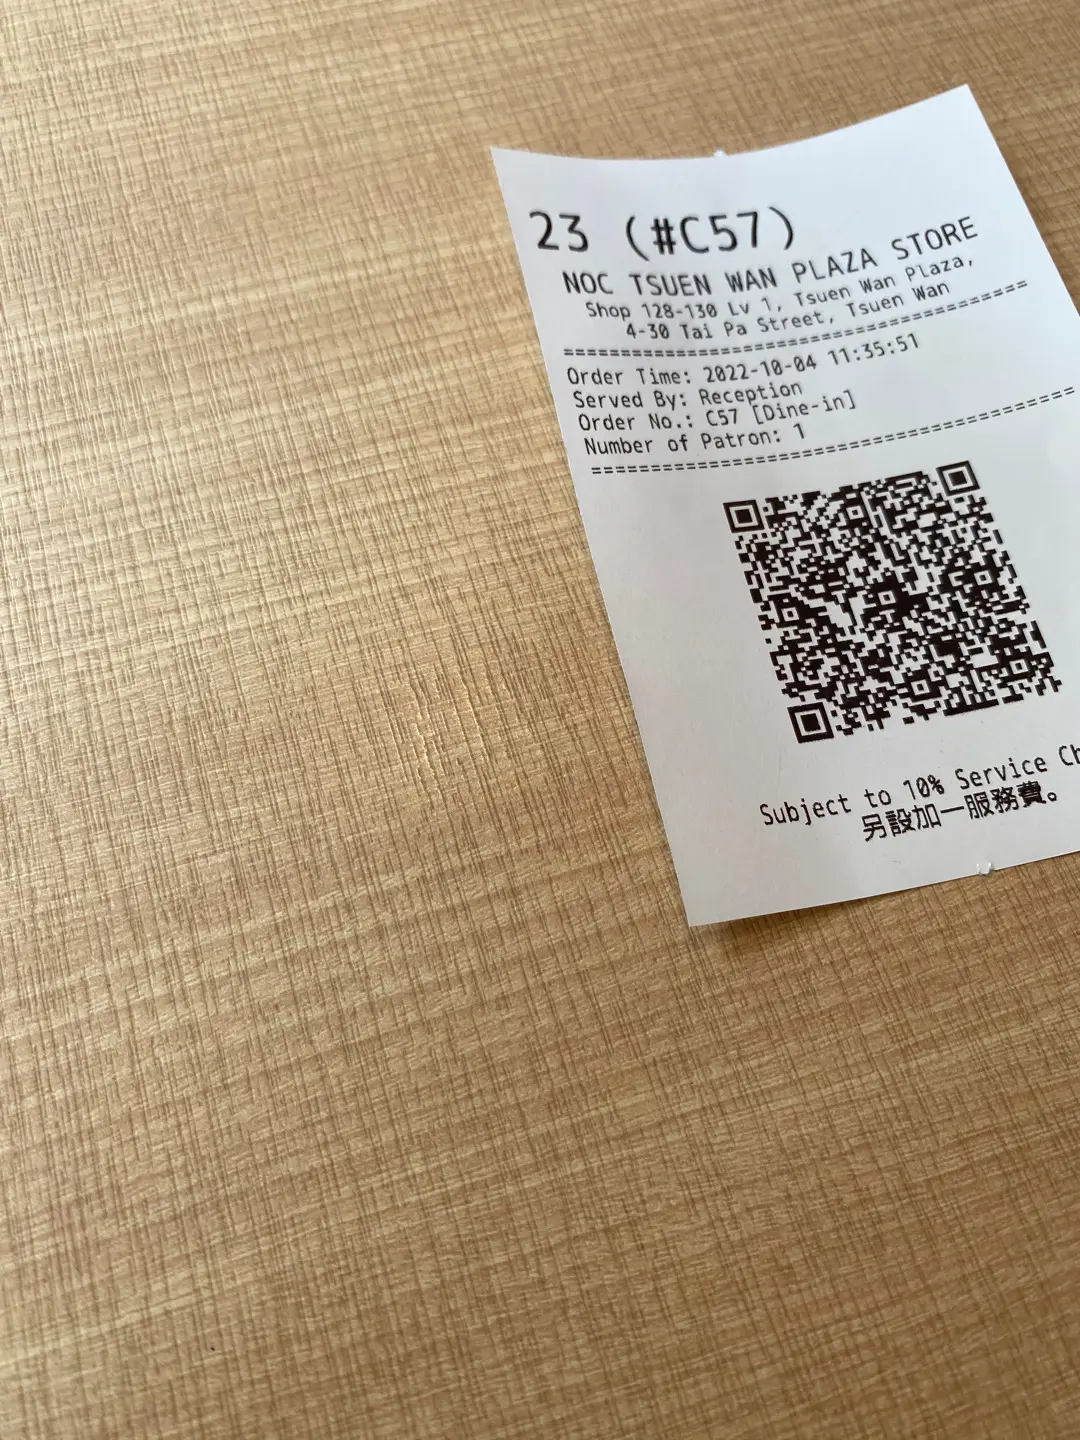 23 (#C57)
NOC TSUEN WAN PLAZA STORE
Shop 128-130 Lv 1, Tsuen Wan Plaza,
4-30 Tai Pa Street, Tsuen Wan
================================
Order Time: 2022-10-04 11:35:51
Served By: Reception
Order No.: C57 [Dine-in]
Number of Patron: 1
================================
Subject to 10% Service Ch
另設加一服務費。